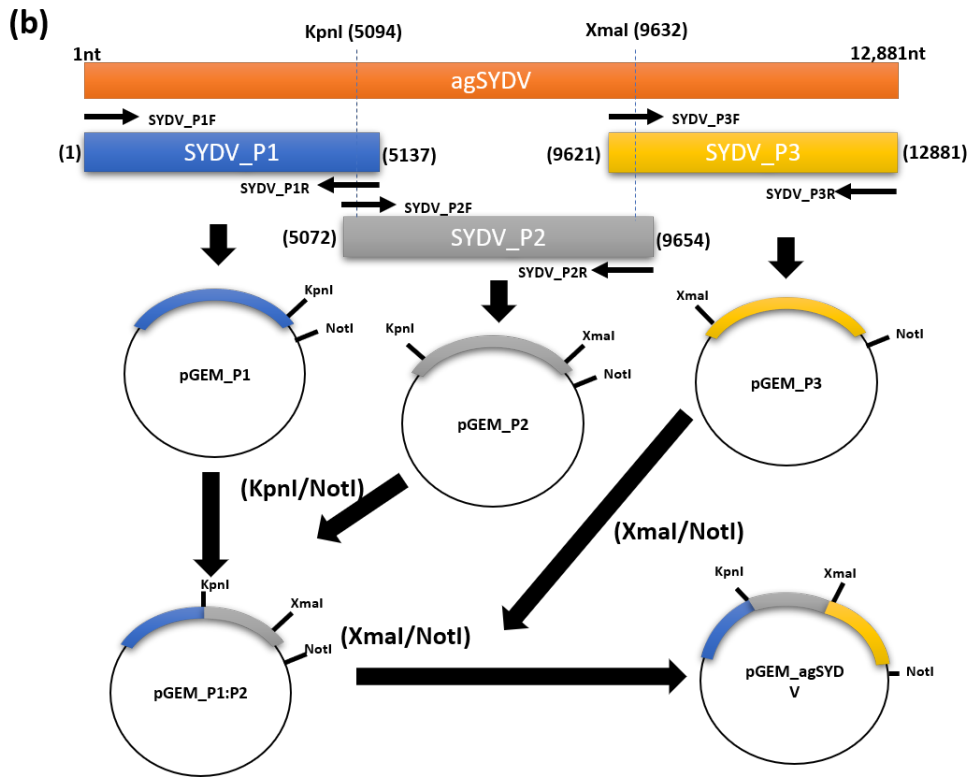 (b)
KpnI (5094)
XmaI (9632)
1nt
12,881nt
agSYDV
SYDV_P1F
SYDV_P3F
(1)
SYDV_P1
(5137)
(9621)
SYDV_P3
(12881)
SYDV_P1R
SYDV_P3R
SYDV_P2F
(5072)
SYDV_P2
(9654)
SYDV_P2R
KpnI
NotI
pGEM_P1
KpnI
XmaI
NotI
pGEM_P2
XmaI
NotI
pGEM_P3
(KpnI/NotI)
(XmaI/NotI)
KpnI
XmaI
NotI
pGEM_P1:P2
(XmaI/NotI)
KpnI
XmaI
NotI
pGEM_agSYD
V